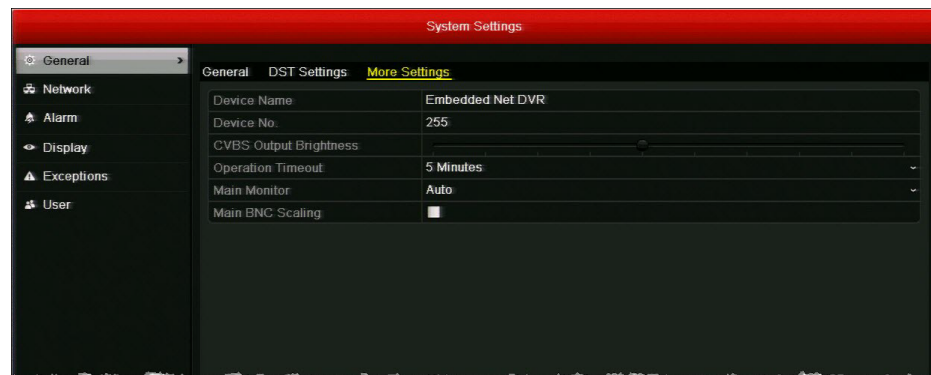 System Settings
General
Network
Alarm
Display
Exceptions
User
General DST Settings More Settings
Device Name Embedded Net DVR
Device No. 255
CVBS Output Brightness
Operation Timeout 5 Minutes
Main Monitor Auto
Main BNC Scaling